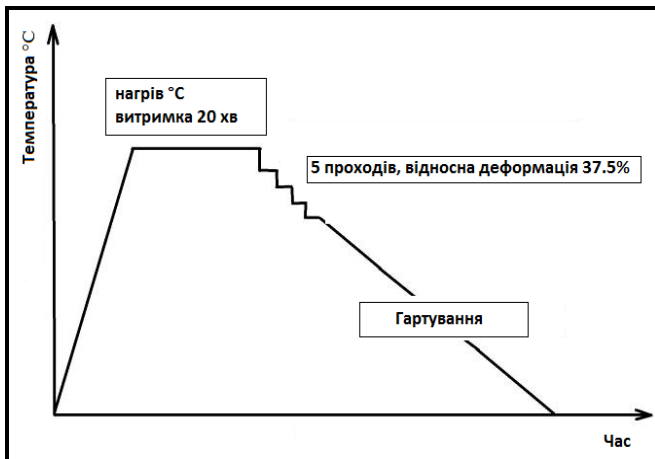 Температура °C
нагрів °C
витримка 20 хв
5 проходів, відносна деформація 37.5%
Гартування
Час